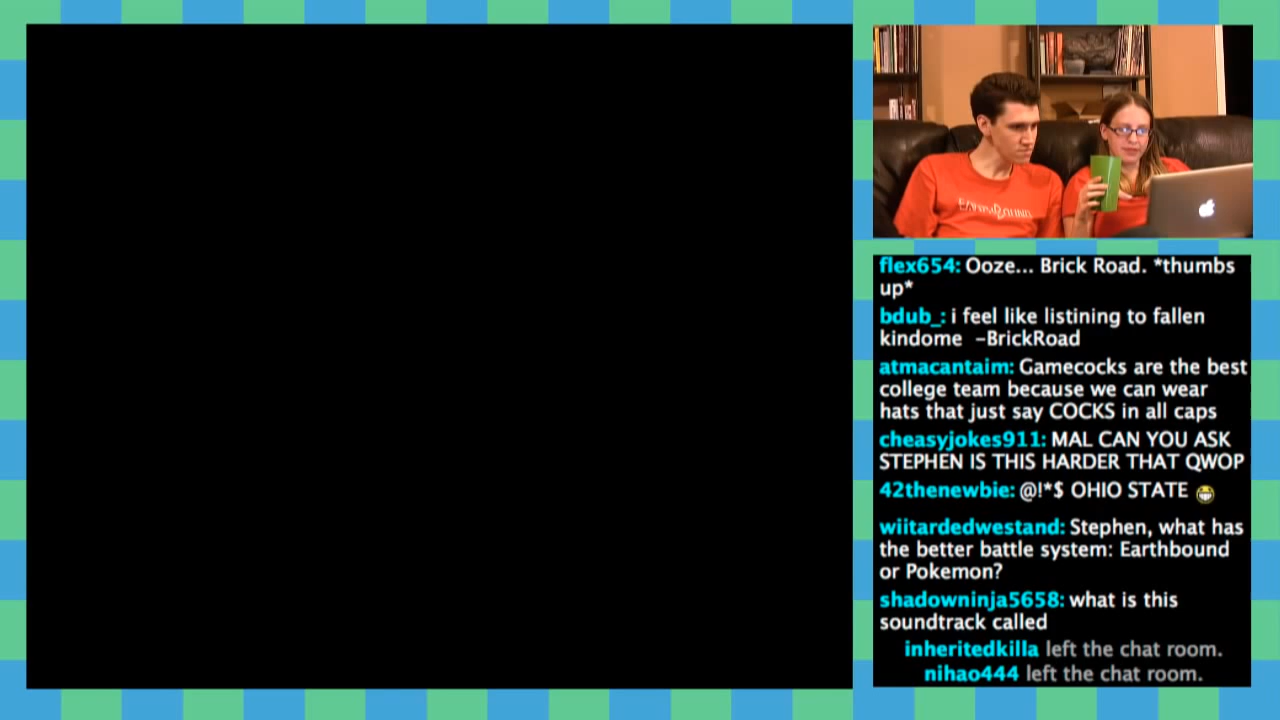 EARTHBOUND
flex654: Ooze... Brick Road. *thumbs
up*
bdub_: i feel like listining to fallen
kindome -BrickRoad
atmacantaim: Gamecocks are the best
college team because we can wear
hats that just say COCKS in all caps
cheasyjokes911: MAL CAN YOU ASK
STEPHEN IS THIS HARDER THAT QWOP
42thenewbie: @!*$ OHIO STATE
wiitardedwestand: Stephen, what has
the better battle system: Earthbound
or Pokemon?
shadowninja5658: what is this
soundtrack called
inheritedkilla left the chat room.
nihao444 left the chat room.